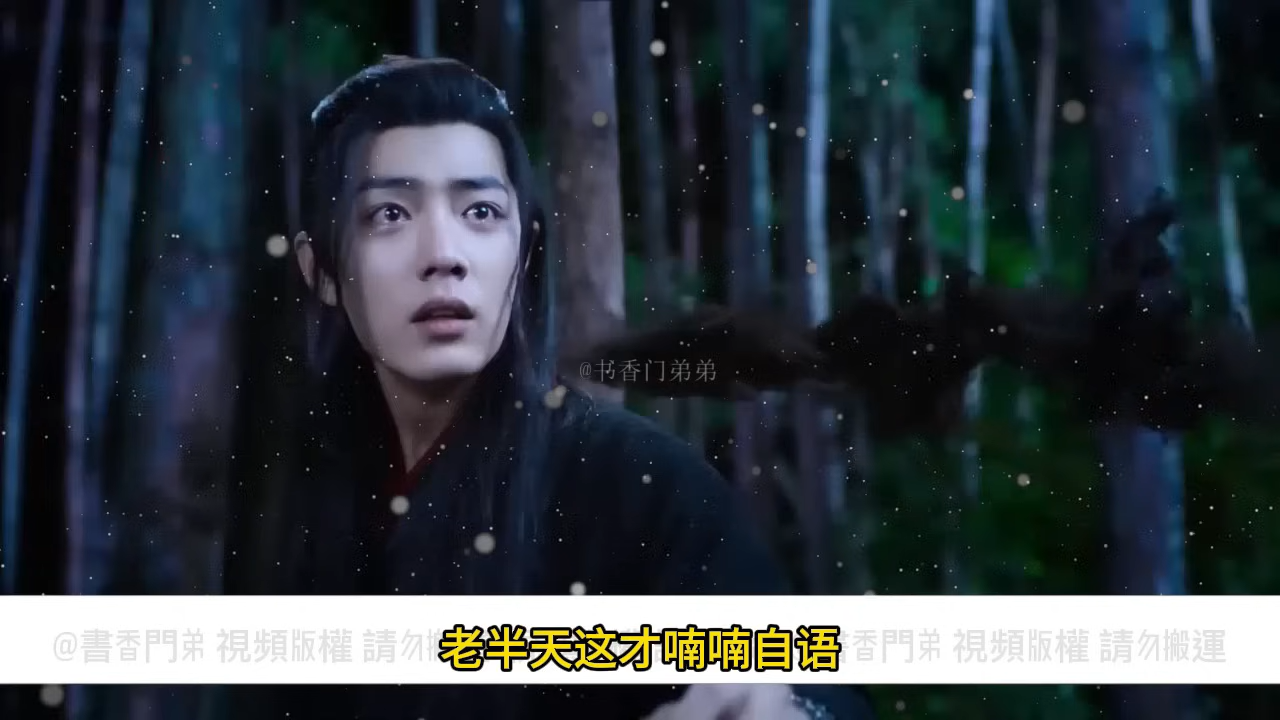 @书香门弟弟
@書香門弟 視頻版權 請勿搬
老半天这才喃喃自语
書香門弟 視頻版權 請勿搬運